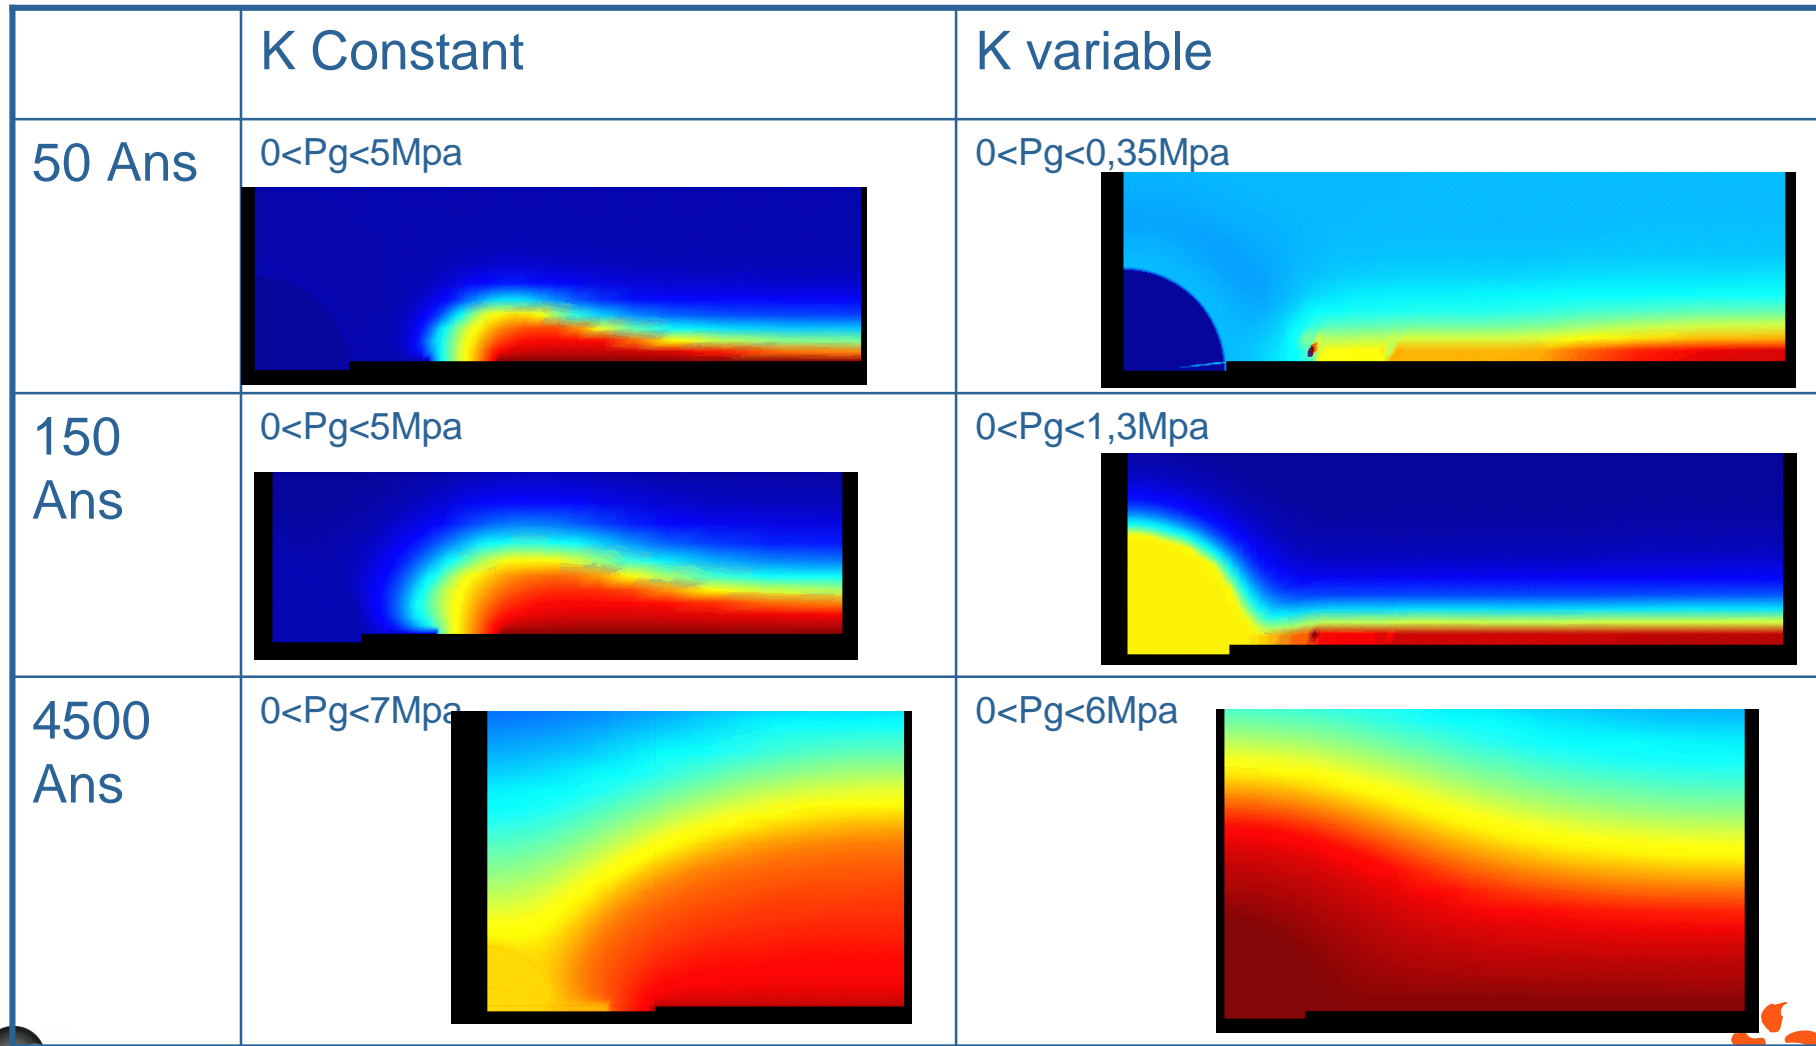 K Constant
K variable
50 Ans
0<Pg<5Mpa
0<Pg<0,35Mpa
150
Ans
0<Pg<5Mpa
0<Pg<1,3Mpa
4500
Ans
0<Pg<7Mpa
0<Pg<6Mpa